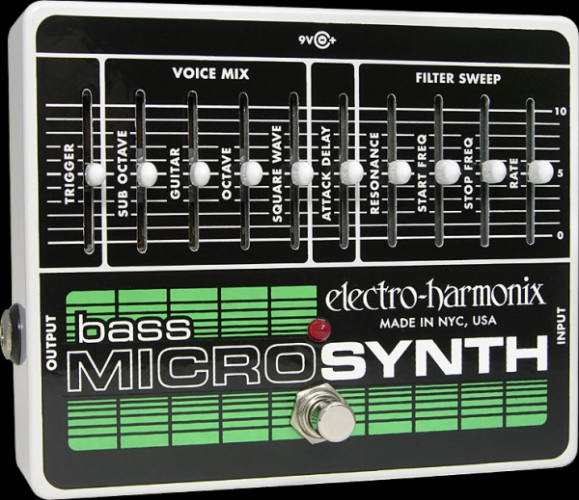 9V +
VOICE MIX
FILTER SWEEP
TRIGGER
SUB OCTAVE
GUITAR
OCTAVE
SQUARE WAVE
ATTACK DELAY
RESONANCE
START FREQ
STOP FREQ
RATE
10
5
0
OUTPUT
INPUT
electro-harmonix
MADE IN NYC, USA
bass
MICROSYNTH